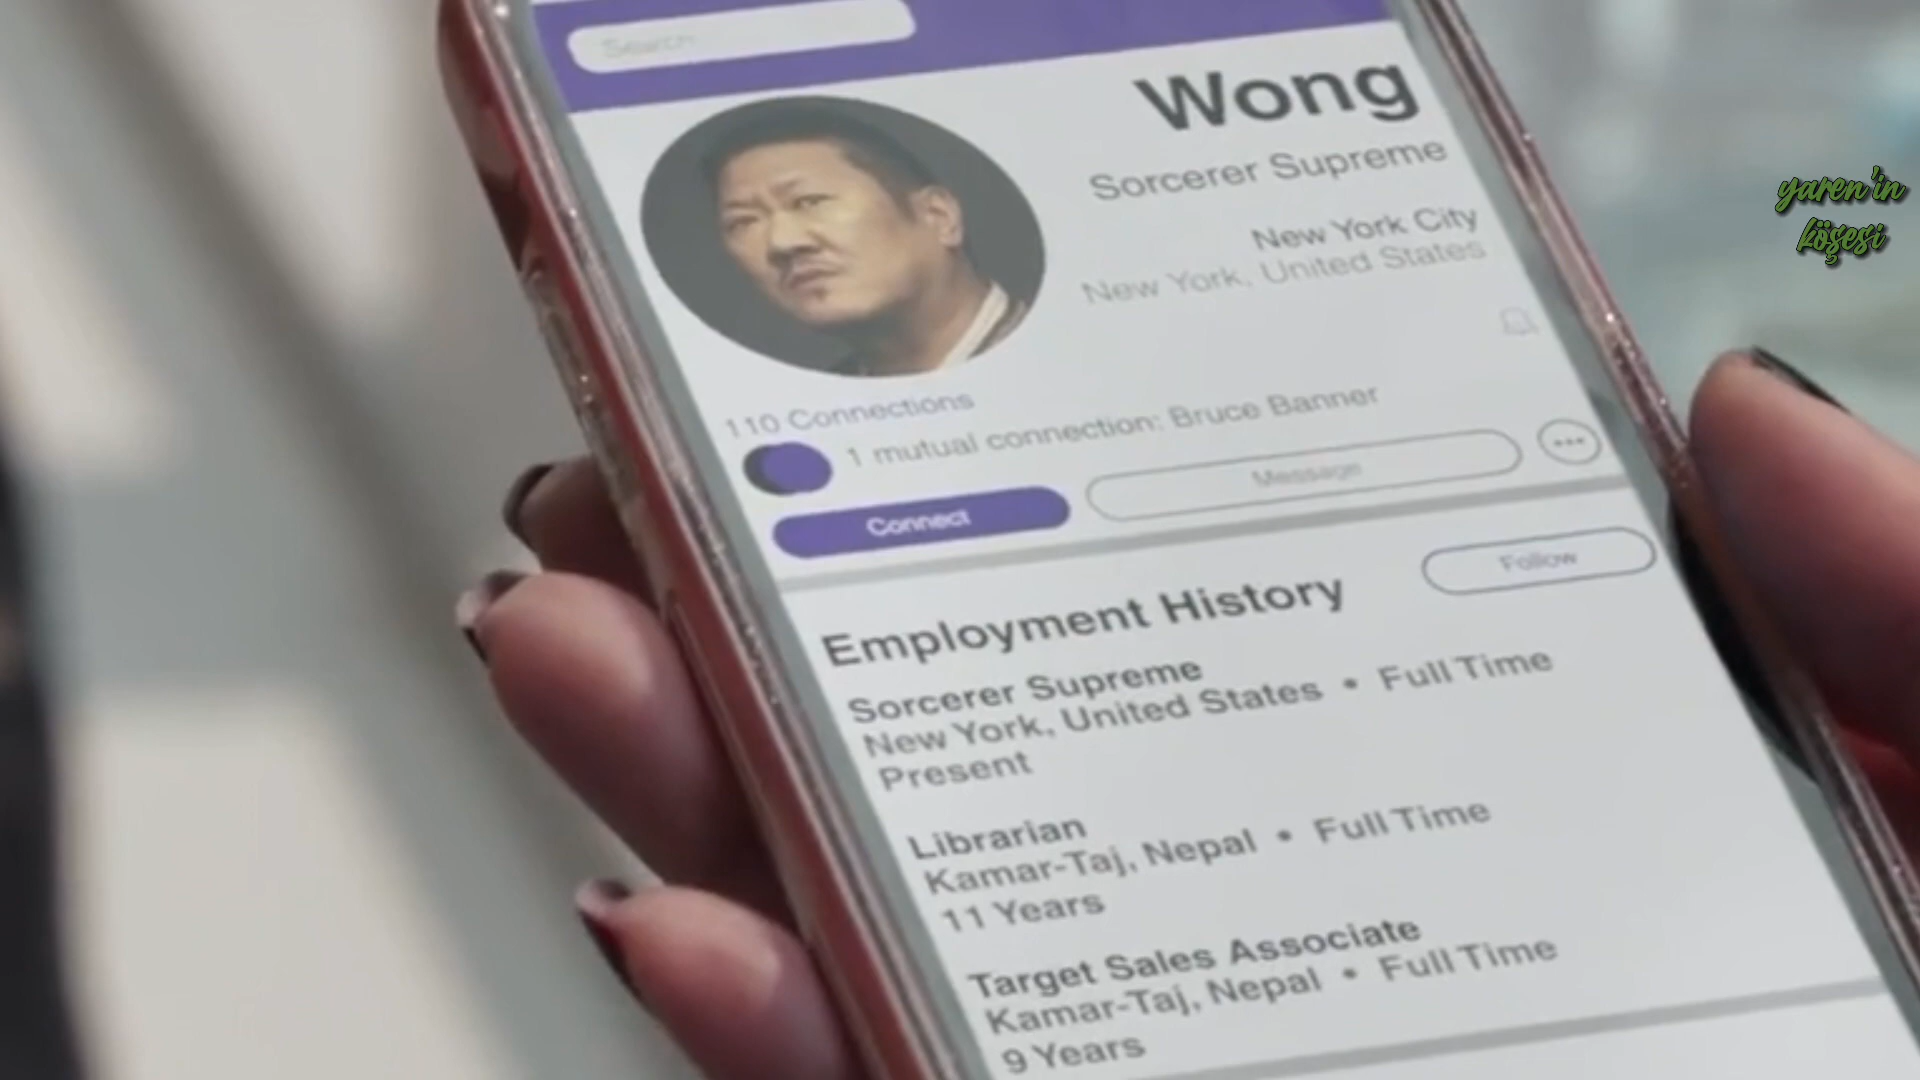 Search
Wong
Sorcerer Supreme
New York City
New York, United States
110 Connections
1 mutual connection: Bruce Banner
Connect
Message
Follow
Employment History
Sorcerer Supreme
New York, United States • Full Time
Present
Librarian
Kamar-Taj, Nepal • Full Time
11 Years
Target Sales Associate
Kamar-Taj, Nepal • Full Time
9 Years
yaren'in
köşesi